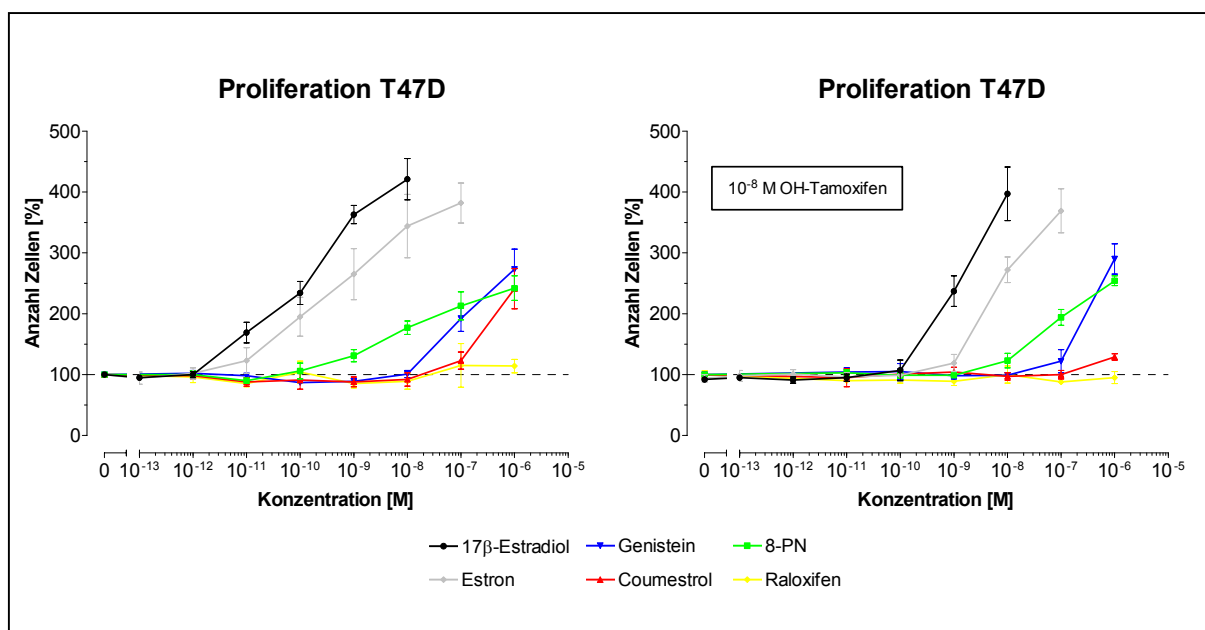 Proliferation T47D
Anzahl Zellen [%]
500
400
300
200
100
0
0 10⁻¹³ 10⁻¹² 10⁻¹¹ 10⁻¹⁰ 10⁻⁹ 10⁻⁸ 10⁻⁷ 10⁻⁶ 10⁻⁵
Konzentration [M]
Proliferation T47D
10⁻⁸ M OH-Tamoxifen
Anzahl Zellen [%]
500
400
300
200
100
0
0 10⁻¹³ 10⁻¹² 10⁻¹¹ 10⁻¹⁰ 10⁻⁹ 10⁻⁸ 10⁻⁷ 10⁻⁶ 10⁻⁵
Konzentration [M]
17β-Estradiol Genistein 8-PN
Estron Coumestrol Raloxifen